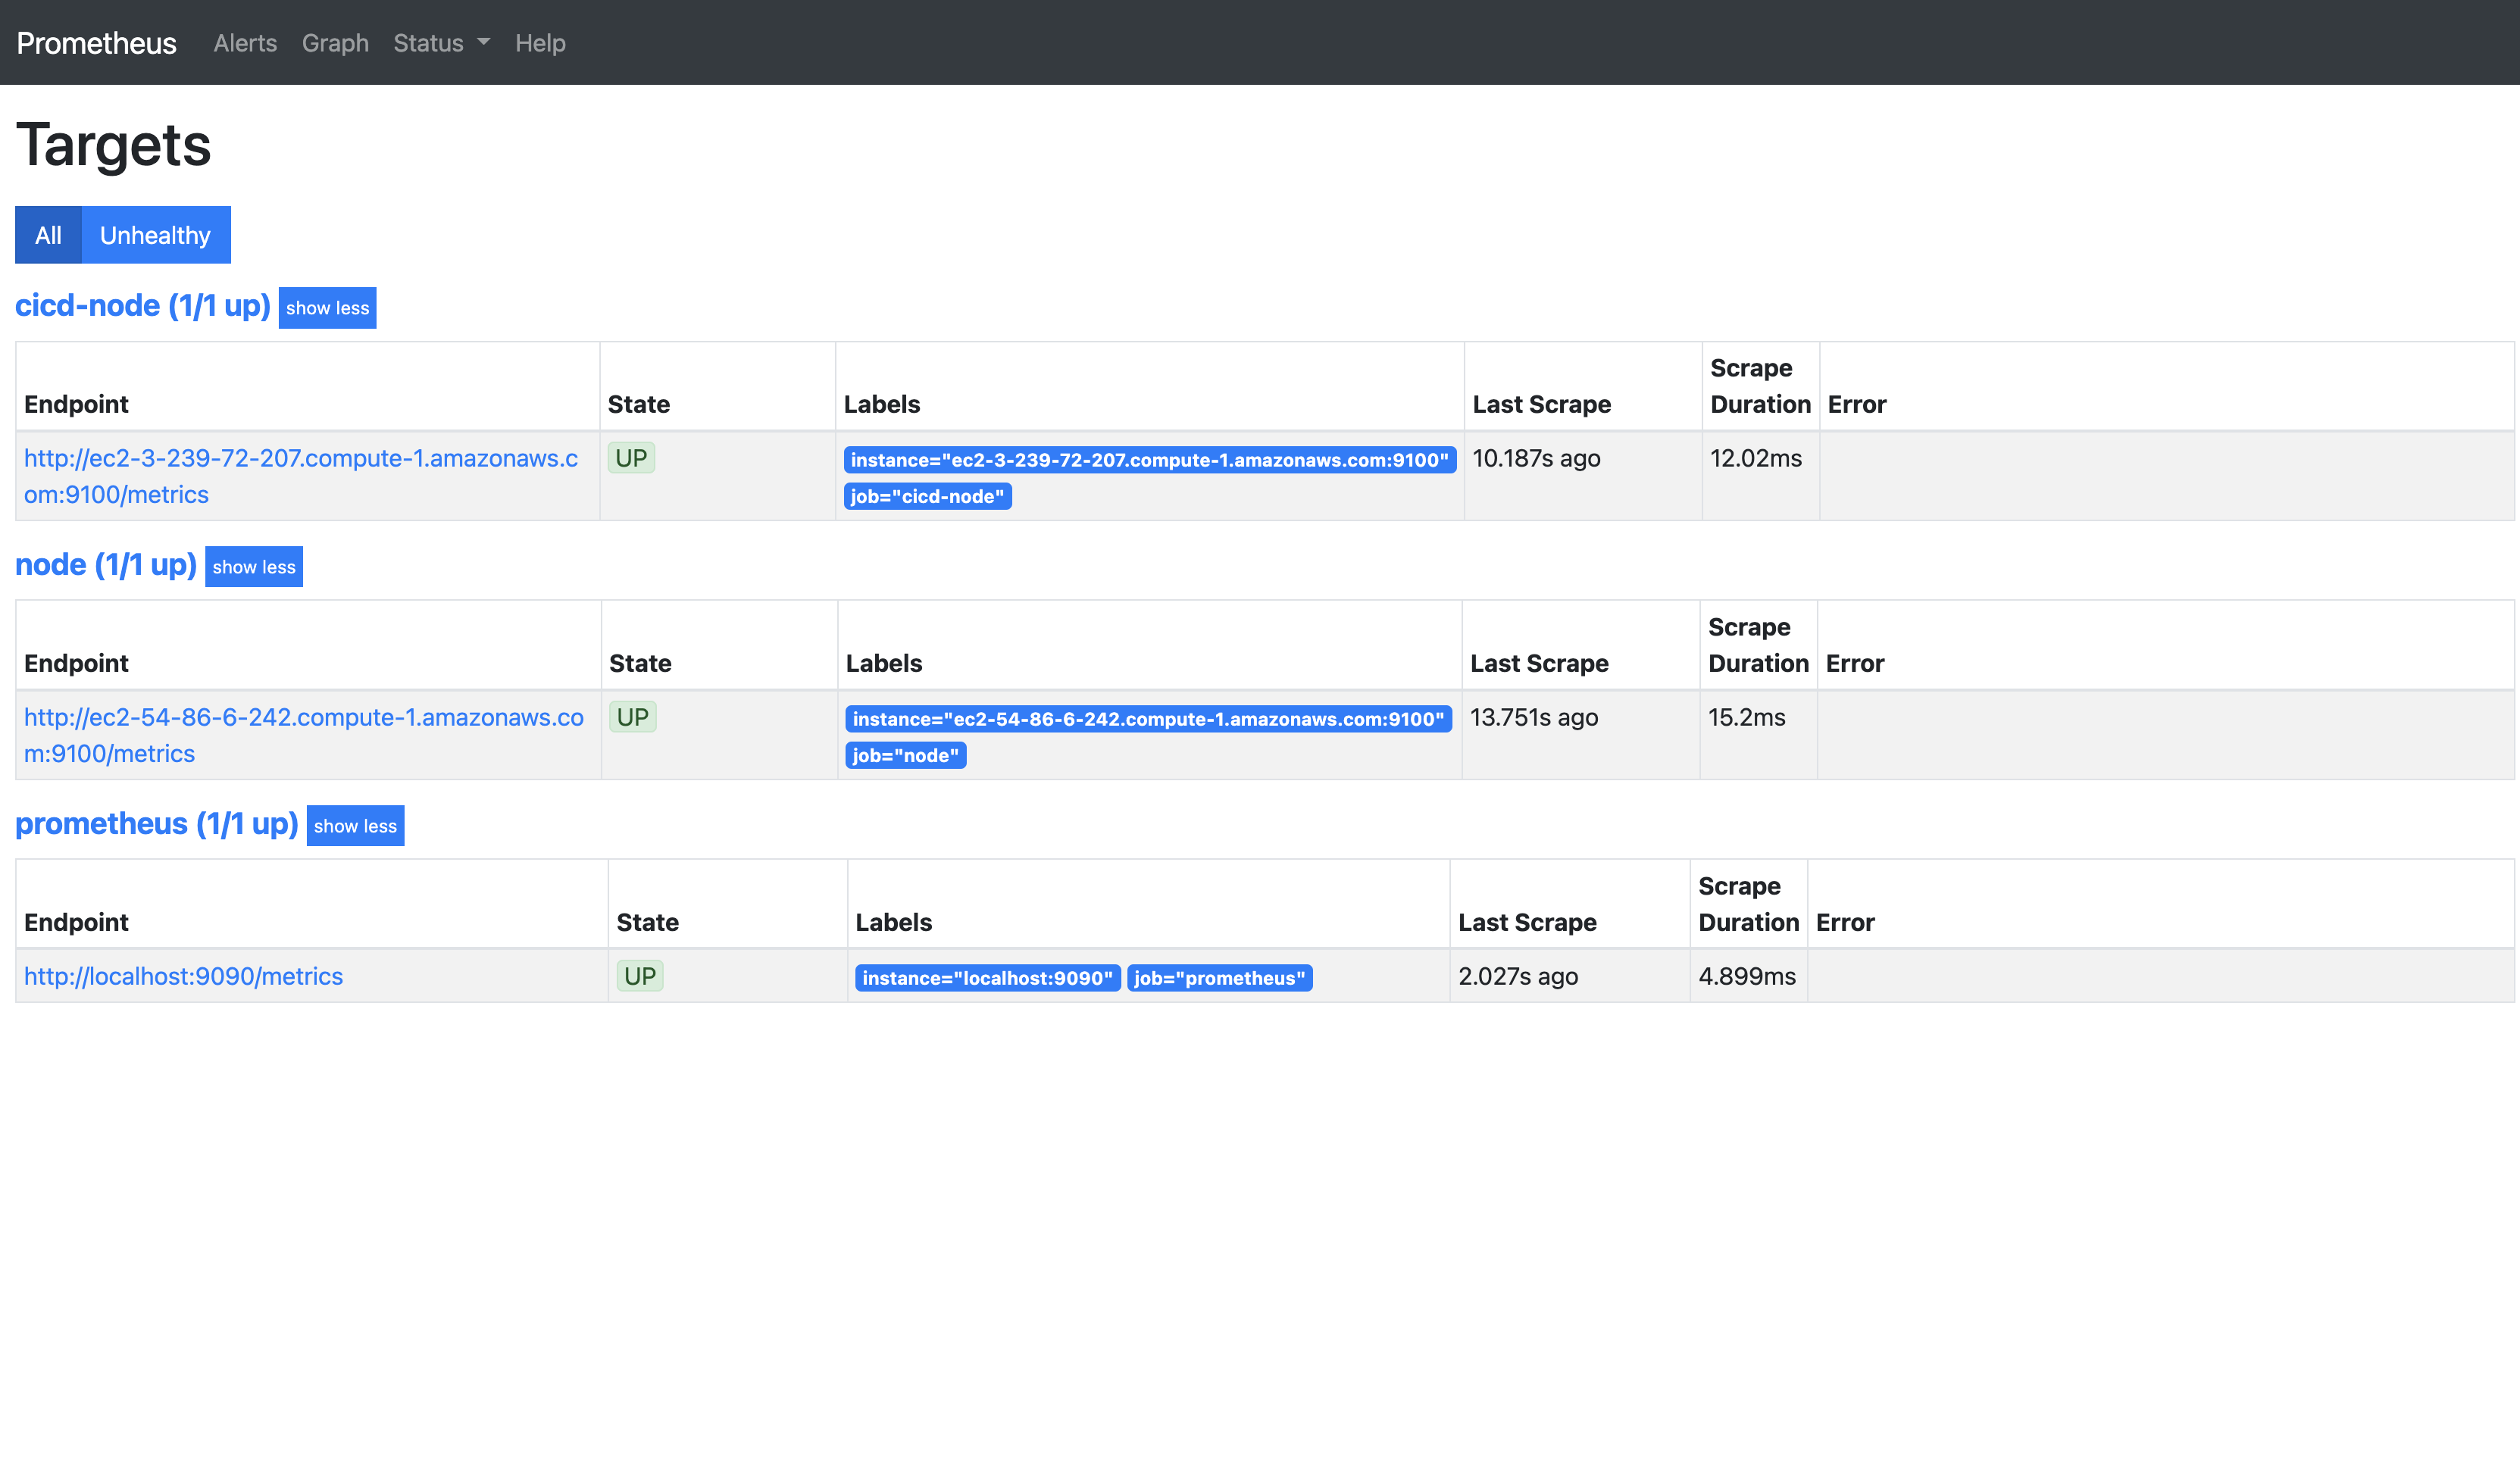 Prometheus Alerts Graph Status Help
Targets
All Unhealthy
cicd-node (1/1 up) show less
Endpoint State Labels Last Scrape Scrape Duration Error
http://ec2-3-239-72-207.compute-1.amazonaws.c
om:9100/metrics
UP
instance="ec2-3-239-72-207.compute-1.amazonaws.com:9100"
job="cicd-node"
10.187s ago
12.02ms
node (1/1 up) show less
Endpoint State Labels Last Scrape Scrape Duration Error
http://ec2-54-86-6-242.compute-1.amazonaws.co
m:9100/metrics
UP
instance="ec2-54-86-6-242.compute-1.amazonaws.com:9100"
job="node"
13.751s ago
15.2ms
prometheus (1/1 up) show less
Endpoint State Labels Last Scrape Scrape Duration Error
http://localhost:9090/metrics UP instance="localhost:9090" job="prometheus" 2.027s ago 4.899ms